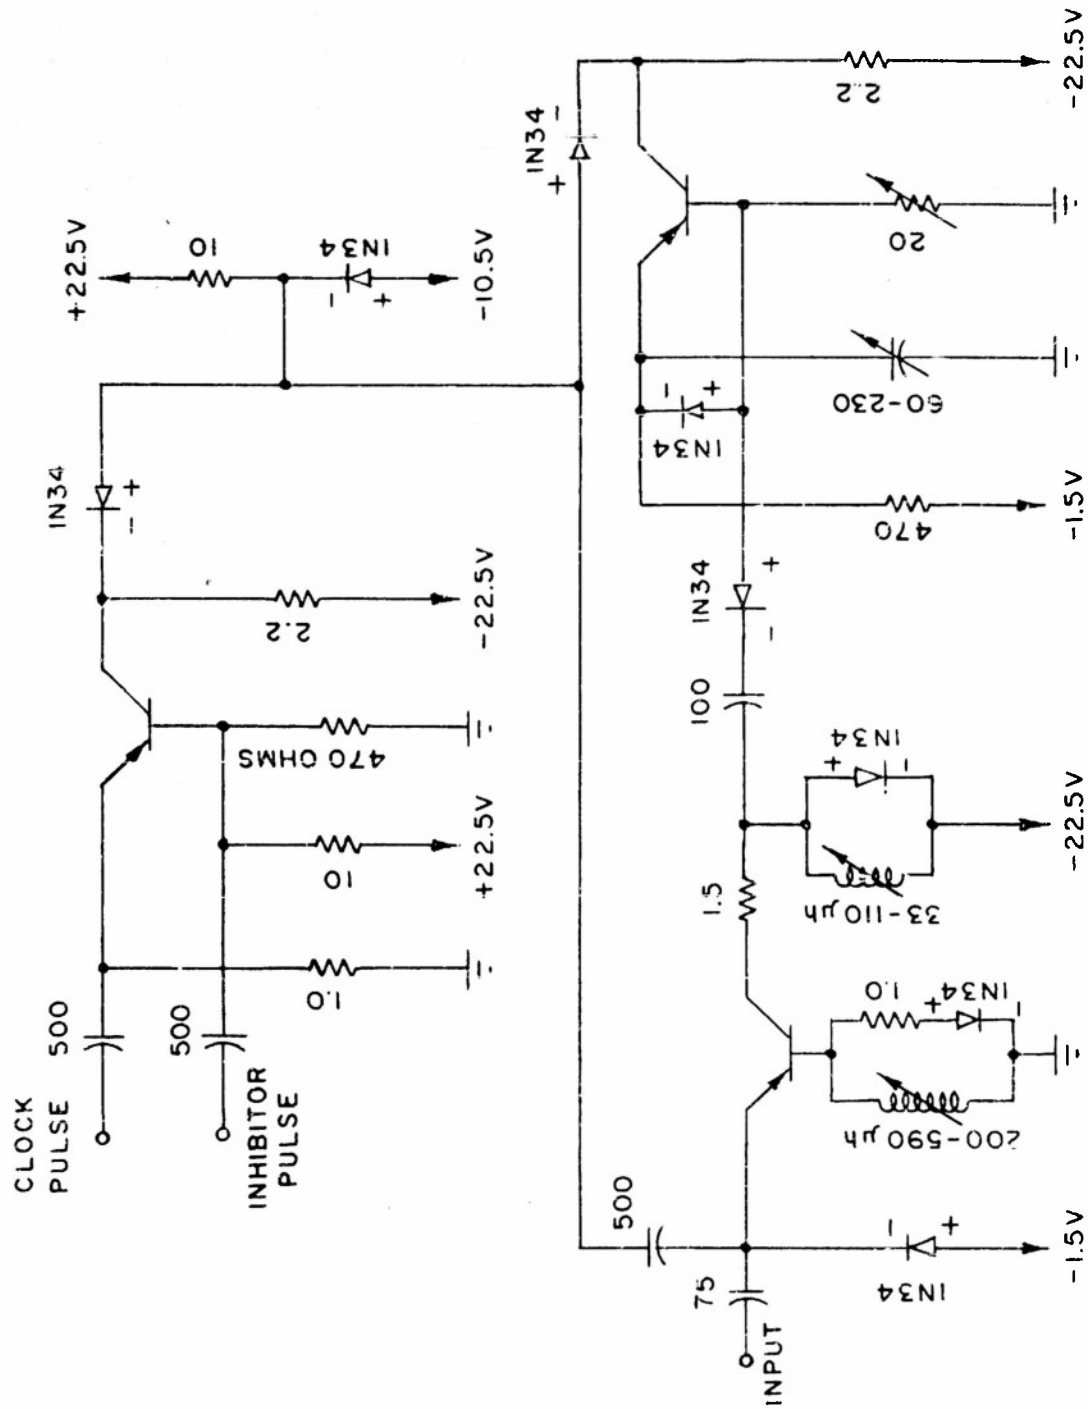 CLOCK
PULSE
500
IN34
+
-
+22.5V
10
IN34
-
+
-10.5V
2.2
-22.5V
470 OHMS
10
+22.5V
1.0
500
INHIBITOR
PULSE
IN34
+
-
2.2
-22.5V
20
60-230
IN34
-
+
470
-1.5V
IN34
+
-
100
1.5
IN34
+
-
33-110 μh
-22.5V
1.0
IN34
+
-
200-590 μh
500
75
INPUT
-
+
IN34
-1.5V